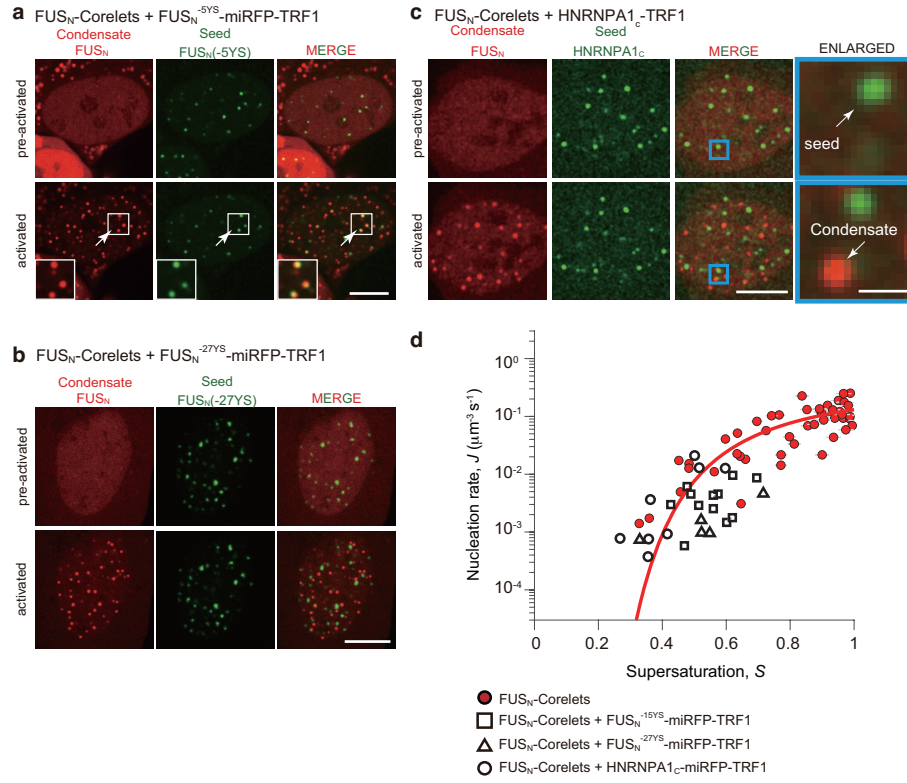 a FUSN-Corelets + FUSN-5YS-miRFP-TRF1
Condensate Seed
FUSN FUSN(-5YS) MERGE
pre-activated
activated
b FUSN-Corelets + FUSN-27YS-miRFP-TRF1
Condensate Seed
FUSN FUSN(-27YS) MERGE
pre-activated
activated
c FUSN-Corelets + HNRNPA1c-TRF1
Condensate Seed
FUSN HNRNPA1c MERGE ENLARGED
pre-activated
seed
activated
Condensate
d
Nucleation rate, J (μm-3 s-1)
100
10-1
10-2
10-3
10-4
0 0.2 0.4 0.6 0.8 1
Supersaturation, S
FUSN-Corelets
FUSN-Corelets + FUSN-15YS-miRFP-TRF1
FUSN-Corelets + FUSN-27YS-miRFP-TRF1
FUSN-Corelets + HNRNPA1c-miRFP-TRF1